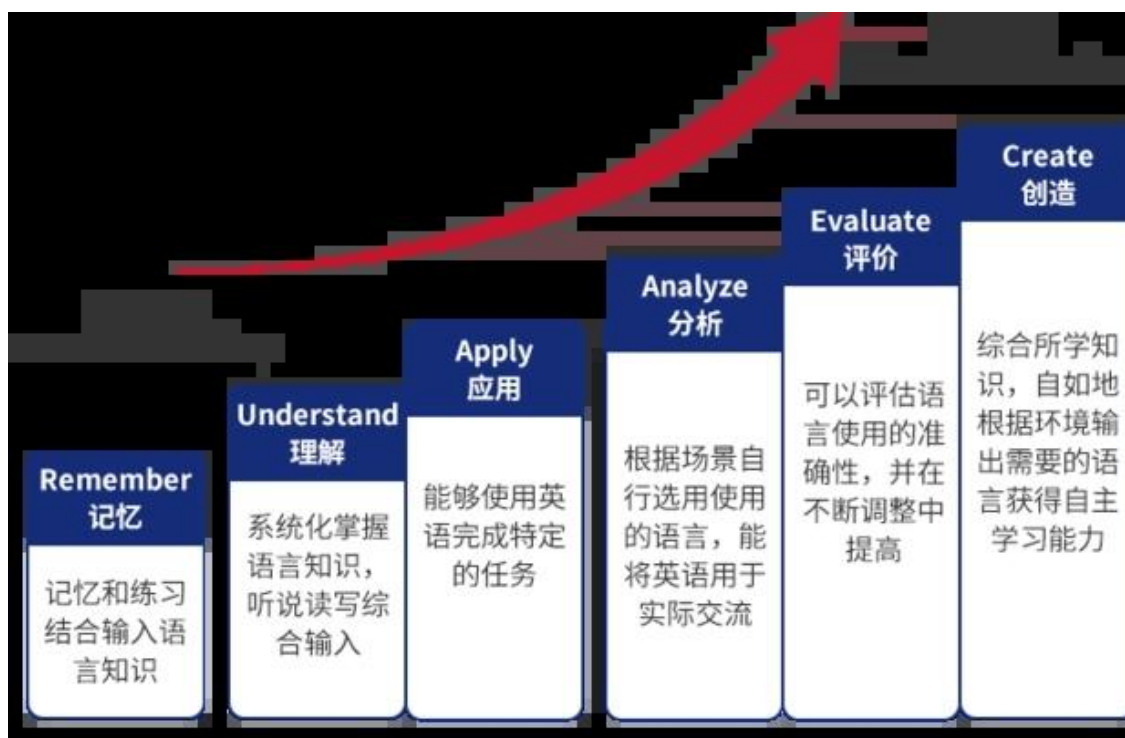 Remember
记忆
记忆和练习
结合输入语
言知识
Understand
理解
系统化掌握
语言知识，
听说读写综
合输入
Apply
应用
能够使用英
语完成特定
的任务
Analyze
分析
根据场景自
行选用使用
的语言，能
将英语用于
实际交流
Evaluate
评价
可以评估语
言使用的准
确性，并在
不断调整中
提高
Create
创造
综合所学知
识，自如地
根据环境输
出需要的语
言获得自主
学习能力